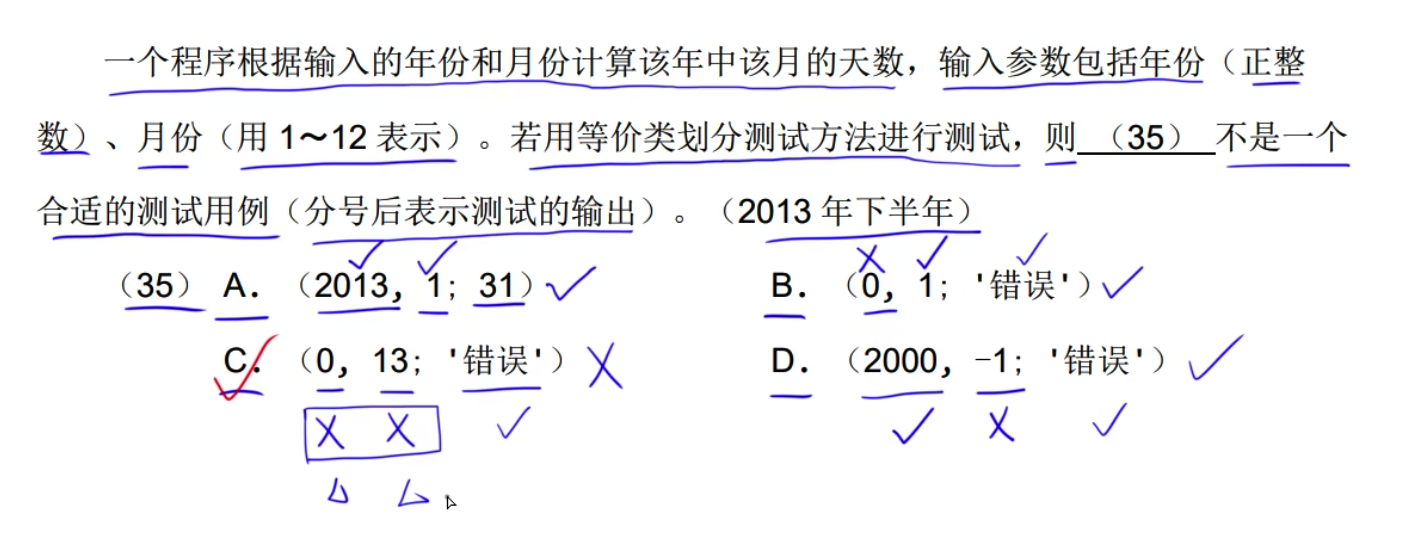 一个程序根据输入的年份和月份计算该年中该月的天数，输入参数包括年份（正整
数）、月份（用 1～12 表示）。若用等价类划分测试方法进行测试，则 （35） 不是一个
合适的测试用例（分号后表示测试的输出）。（2013 年下半年）
（35） A. （2013, 1; 31） B. （0, 1; '错误'）
C. （0, 13; '错误'） D. （2000, -1; '错误'）